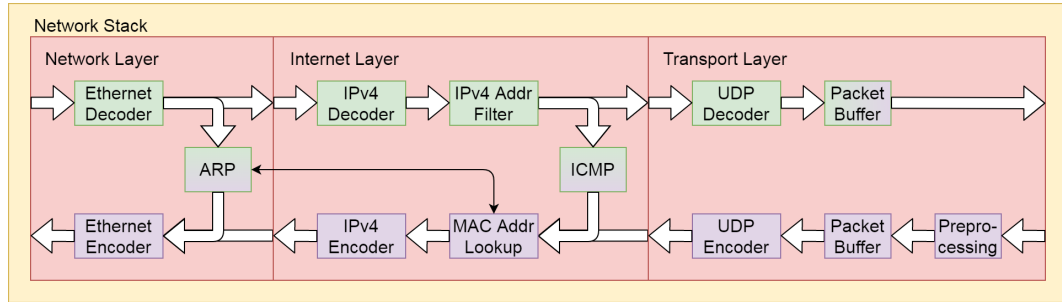 Network Stack
Network Layer
Internet Layer
Transport Layer
Ethernet
Decoder
IPv4
Decoder
IPv4 Addr
Filter
UDP
Decoder
Packet
Buffer
ARP
ICMP
Ethernet
Encoder
IPv4
Encoder
MAC Addr
Lookup
UDP
Encoder
Packet
Buffer
Prepro-
cessing